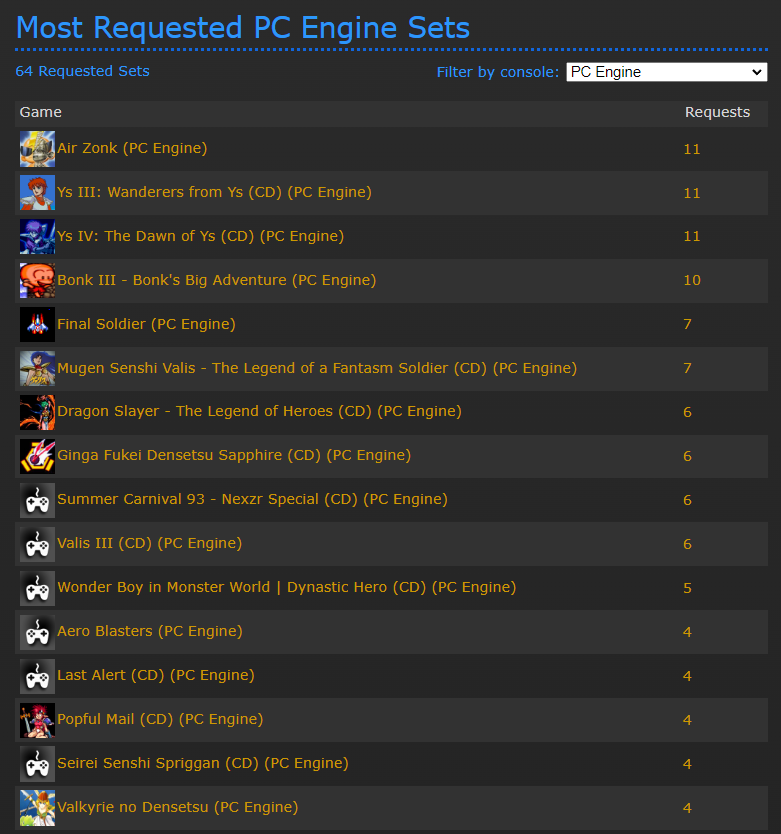 Most Requested PC Engine Sets
64 Requested Sets Filter by console: PC Engine
Game Requests
Air Zonk (PC Engine) 11
Ys III: Wanderers from Ys (CD) (PC Engine) 11
Ys IV: The Dawn of Ys (CD) (PC Engine) 11
Bonk III - Bonk's Big Adventure (PC Engine) 10
Final Soldier (PC Engine) 7
Mugen Senshi Valis - The Legend of a Fantasm Soldier (CD) (PC Engine) 7
Dragon Slayer - The Legend of Heroes (CD) (PC Engine) 6
Ginga Fukei Densetsu Sapphire (CD) (PC Engine) 6
Summer Carnival 93 - Nexzr Special (CD) (PC Engine) 6
Valis III (CD) (PC Engine) 6
Wonder Boy in Monster World | Dynastic Hero (CD) (PC Engine) 5
Aero Blasters (PC Engine) 4
Last Alert (CD) (PC Engine) 4
Popful Mail (CD) (PC Engine) 4
Seirei Senshi Spriggan (CD) (PC Engine) 4
Valkyrie no Densetsu (PC Engine) 4